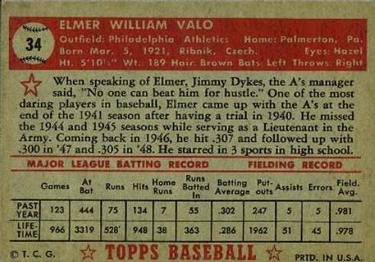 34
ELMER WILLIAM VALO
Outfield: Philadelphia Athletics Home: Palmerton, Pa.
Born Mar. 5, 1921, Ribnik, Czech. Eyes: Hazel
Ht. 5'10½" Wt. 189 Hair: Brown Bats: Left Throws: Right
When speaking of Elmer, Jimmy Dykes, the A's manager
said, "No one can beat him for hustle." One of the most
daring players in baseball, Elmer came up with the A's at the
end of the 1941 season after having a trial in 1940. He missed
the 1944 and 1945 seasons while serving as a Lieutenant in the
Army. Coming back in 1946, he hit .307 and followed up with
.300 in '47 and .305 in '48. He starred in 3 sports in high school.
MAJOR LEAGUE BATTING RECORD FIELDING RECORD
Games At Bat Runs Hits Home Runs Runs Batted In Batting Average Put-outs Assists Errors Field. Avg.
PAST YEAR 123 444 75 134 7 55 .302 247 5 5 .981
LIFE-TIME 966 3319 528 948 38 451 .286 1962 51 45 .978
© T. C. G. TOPPS BASEBALL PRTD. IN U.S.A.